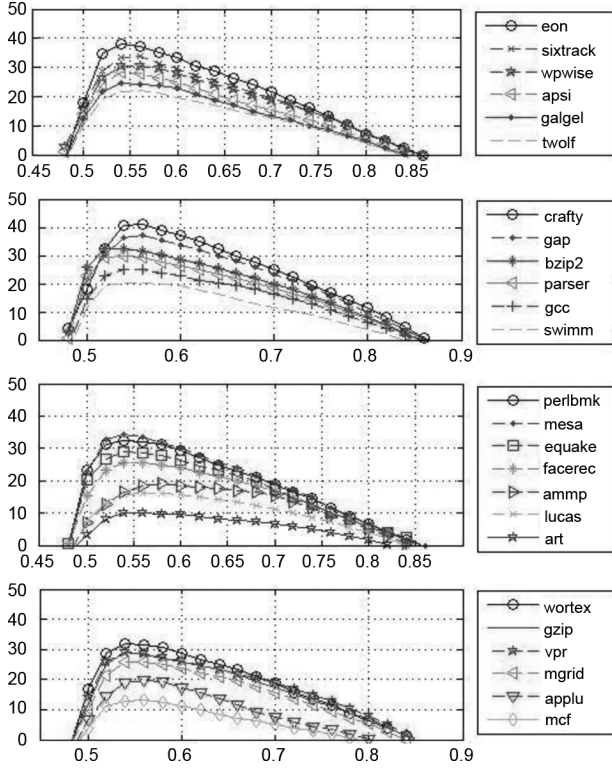 50
40
30
20
10
0
0.45 0.5 0.55 0.6 0.65 0.7 0.75 0.8 0.85
eon
sixtrack
wpwise
apsi
galgel
twolf
50
40
30
20
10
0
0.5 0.6 0.7 0.8 0.9
crafty
gap
bzip2
parser
gcc
swimm
50
40
30
20
10
0
0.45 0.5 0.55 0.6 0.65 0.7 0.75 0.8 0.85 0.9
perlbmk
mesa
equake
facerec
ammp
lucas
art
50
40
30
20
10
0
0.5 0.6 0.7 0.8 0.9
wortex
gzip
vpr
mgrid
applu
mcf